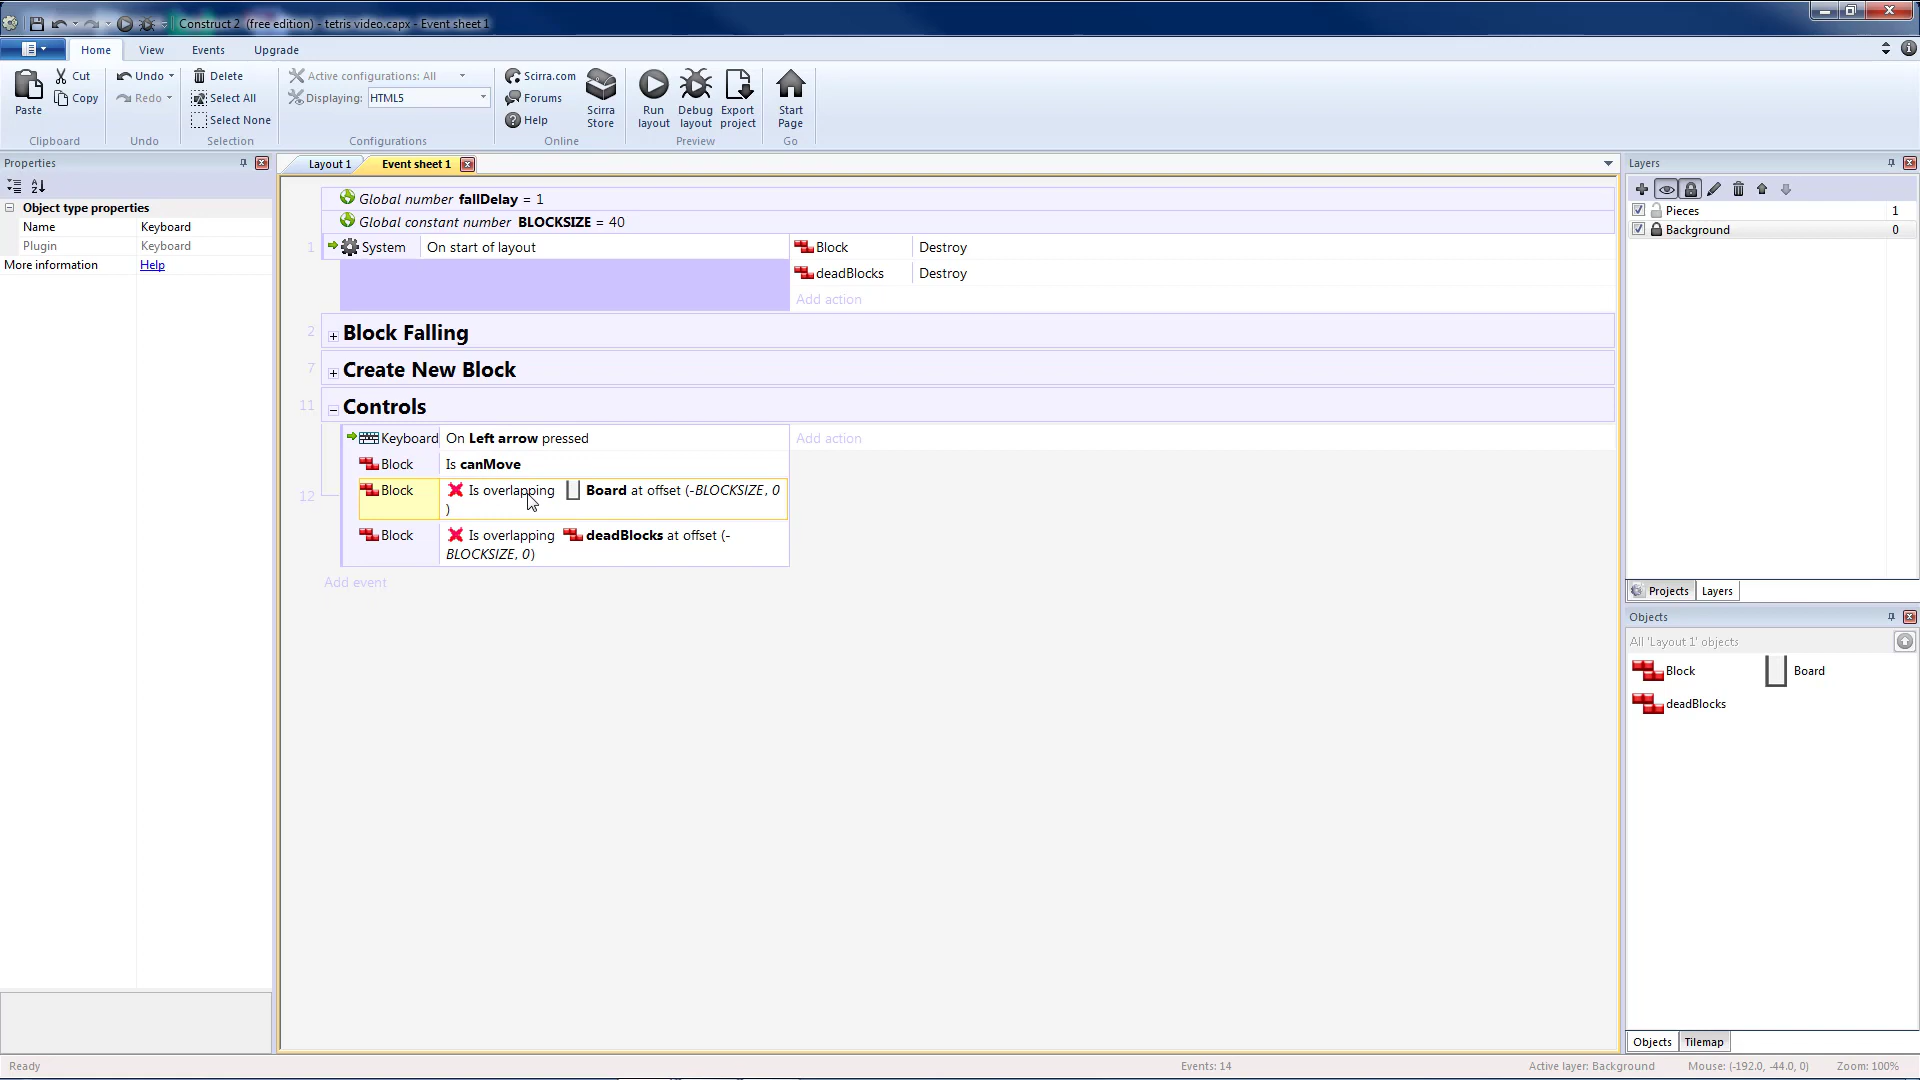 Construct 2 (free edition) - tetris video.capx - Event sheet 1
Home View Events Upgrade
Paste Cut Copy Clipboard
Undo Redo Undo
Delete Select All Select None Selection
Active configurations: All
Displaying: HTML5
Configurations
Scirra.com Forums Help Scirra Store Online
Run layout Debug layout Export project Preview
Start Page Go
Properties
Object type properties
Name Keyboard
Plugin Keyboard
More information Help
Layout 1 Event sheet 1
Global number fallDelay = 1
Global constant number BLOCKSIZE = 40
1 System On start of layout Block Destroy
deadBlocks Destroy
Add action
2 Block Falling
7 Create New Block
11 Controls
Keyboard On Left arrow pressed Add action
Block Is canMove
12 Block Is overlapping Board at offset (-BLOCKSIZE, 0
)
Block Is overlapping deadBlocks at offset (-
BLOCKSIZE, 0)
Add event
Layers
Pieces 1
Background 0
Projects Layers
Objects
All 'Layout 1' objects
Block Board
deadBlocks
Objects Tilemap
Ready Events: 14 Active layer: Background Mouse: (-192.0, -44.0, 0) Zoom: 100%